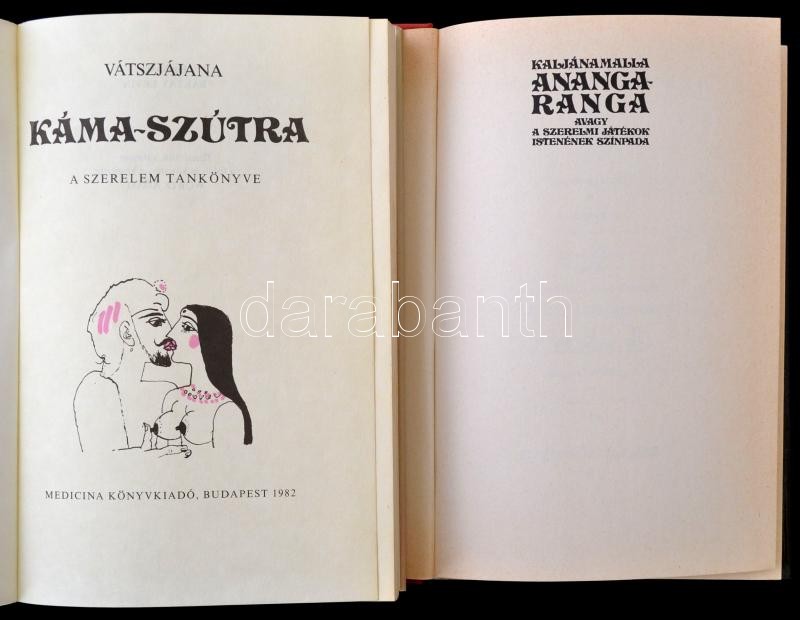 VÁTSZJÁJANA
KÁMA-SZÚTRA
A SZERELEM TANKÖNYVE
MEDICINA KÖNYVKIADÓ, BUDAPEST 1982
KALJÁNAMALLA
ANANGA-
RANGA
AVAGY
A SZERELMI JÁTÉKOK
ISTENÉNEK SZÍNPADA
darabanth